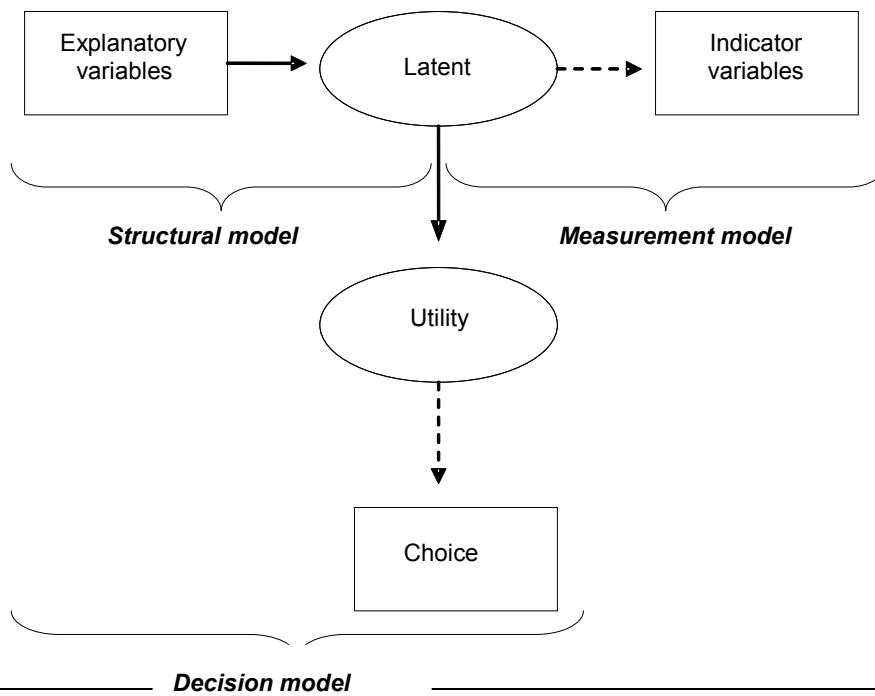 Explanatory
variables
Latent
Indicator
variables
Structural model
Measurement model
Utility
Choice
Decision model